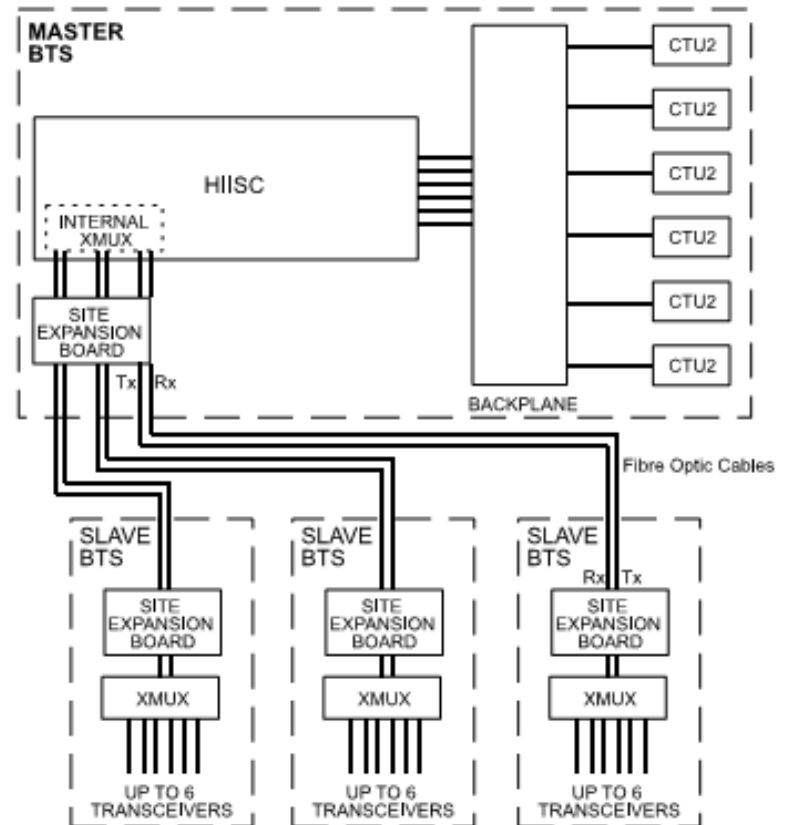 MASTER
BTS
HIISC
INTERNAL
XMUX
SITE
EXPANSION
BOARD
Tx Rx
CTU2
CTU2
CTU2
CTU2
CTU2
CTU2
BACKPLANE
Fibre Optic Cables
SLAVE
BTS
SITE
EXPANSION
BOARD
XMUX
UP TO 6
TRANSCEIVERS
SLAVE
BTS
SITE
EXPANSION
BOARD
XMUX
UP TO 6
TRANSCEIVERS
SLAVE
BTS
Rx Tx
SITE
EXPANSION
BOARD
XMUX
UP TO 6
TRANSCEIVERS